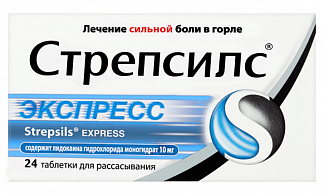 Лечение сильной боли в горле
Стрепсилс®
ЭКСПРЕСС
Strepsils® EXPRESS
содержит лидокаина гидрохлорида моногидрат 10 мг
24 таблетки для рассасывания